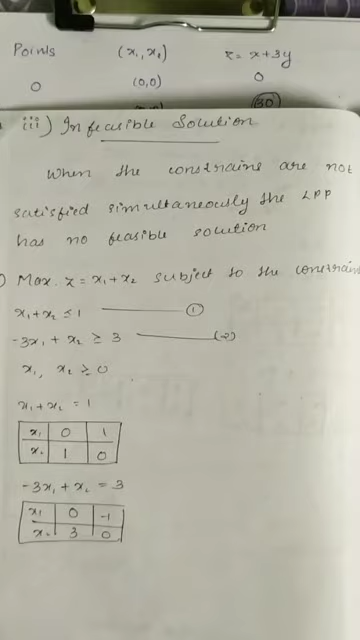 Points (x₁,x₂) z = x+3y
0 (0,0) 0
30
iii) Infeasible Solution
When the constrains are not
satisfied simultaneously the LPP
has no feasible solution
Max. z = x₁+x₂ subject to the constrains
x₁+x₂ ≤ 1 ——— ①
-3x₁ + x₂ ≥ 3 ——— (2)
x₁, x₂ ≥ 0
x₁+x₂ = 1
x₁ 0 1
x₂ 1 0
-3x₁+x₂ = 3
x₁ 0 -1
x₂ 3 0